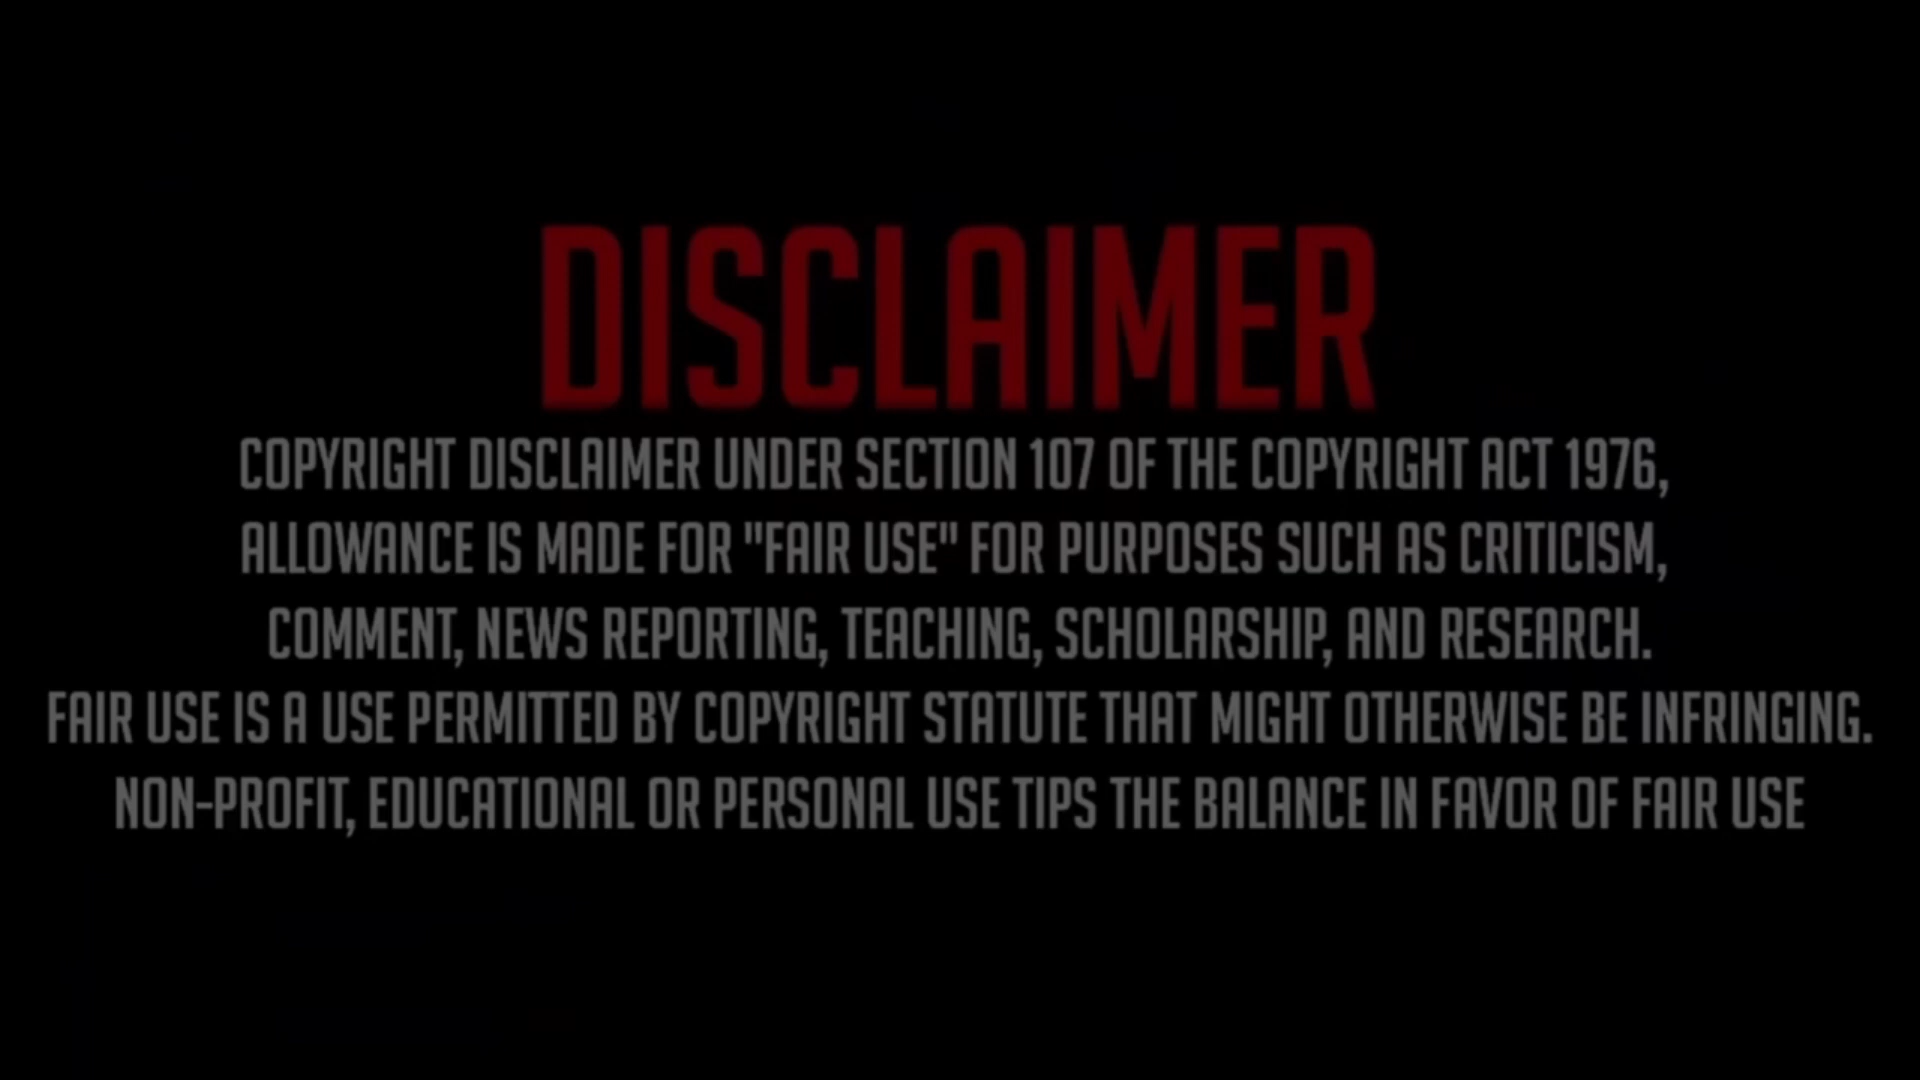 DISCLAIMER
COPYRIGHT DISCLAIMER UNDER SECTION 107 OF THE COPYRIGHT ACT 1976,
ALLOWANCE IS MADE FOR "FAIR USE" FOR PURPOSES SUCH AS CRITICISM,
COMMENT, NEWS REPORTING, TEACHING, SCHOLARSHIP, AND RESEARCH.
FAIR USE IS A USE PERMITTED BY COPYRIGHT STATUTE THAT MIGHT OTHERWISE BE INFRINGING.
NON-PROFIT, EDUCATIONAL OR PERSONAL USE TIPS THE BALANCE IN FAVOR OF FAIR USE